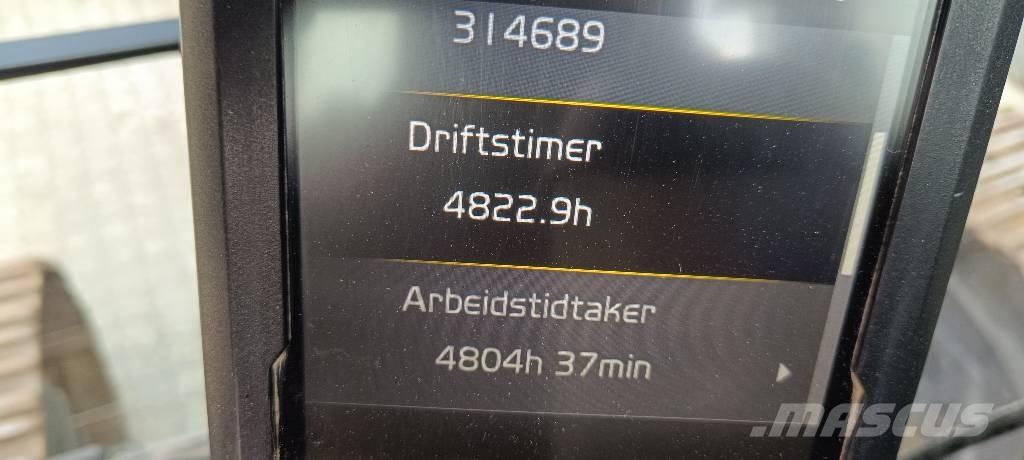 314689
Driftstimer
4822.9h
Arbeidstidtaker
4804h 37min
MASCUS